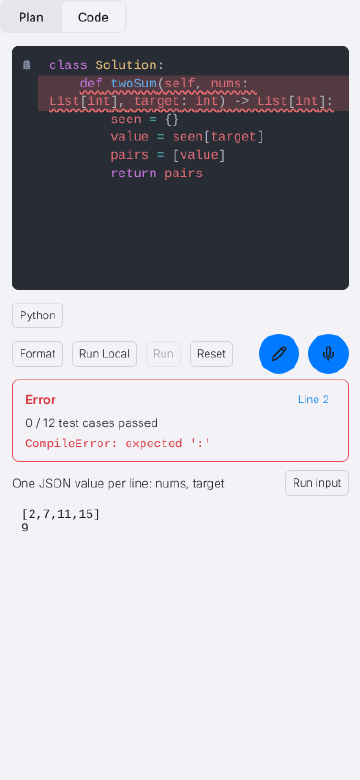 Plan Code
class Solution:
def twoSum(self, nums:
List[int], target: int) -> List[int]:
seen = {}
value = seen[target]
pairs = [value]
return pairs
Python
Format Run Local Run Reset
Error Line 2
0 / 12 test cases passed
CompileError: expected ':'
One JSON value per line: nums, target Run input
[2,7,11,15]
9